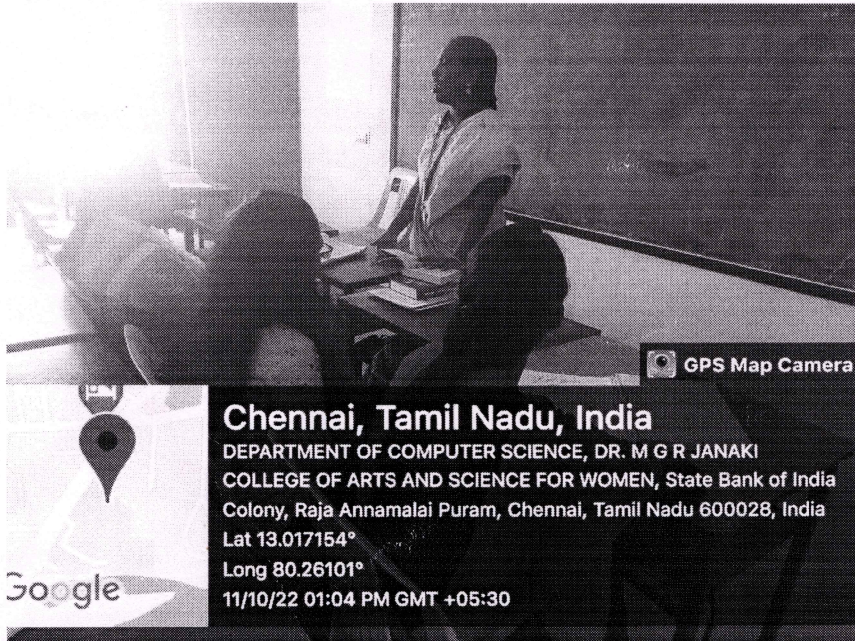 GPS Map Camera
Chennai, Tamil Nadu, India
DEPARTMENT OF COMPUTER SCIENCE, DR. M G R JANAKI
COLLEGE OF ARTS AND SCIENCE FOR WOMEN, State Bank of India
Colony, Raja Annamalai Puram, Chennai, Tamil Nadu 600028, India
Lat 13.017154°
Long 80.26101°
11/10/22 01:04 PM GMT +05:30
Google